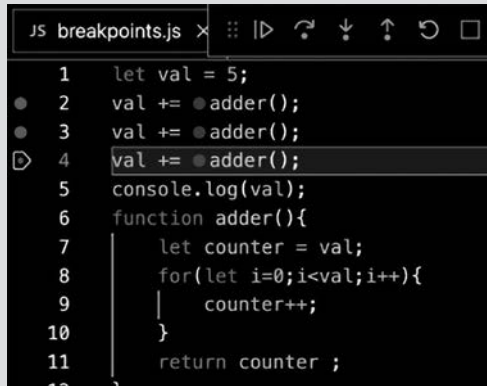 JS breakpoints.js ×
1 let val = 5;
2 val += adder();
3 val += adder();
4 val += adder();
5 console.log(val);
6 function adder(){
7 let counter = val;
8 for(let i=0;i<val;i++){
9 counter++;
10 }
11 return counter ;